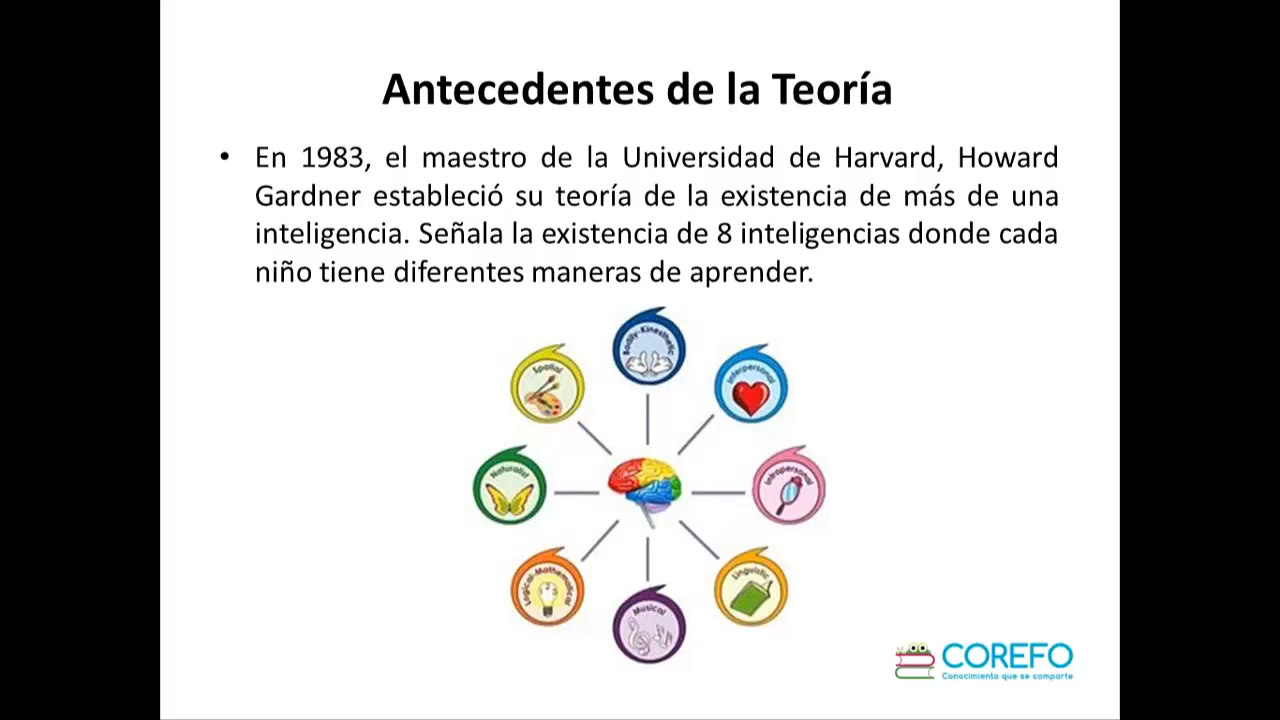 Antecedentes de la Teoría
• En 1983, el maestro de la Universidad de Harvard, Howard
Gardner estableció su teoría de la existencia de más de una
inteligencia. Señala la existencia de 8 inteligencias donde cada
niño tiene diferentes maneras de aprender.
Bodily-Kinesthetic
Spatial
Interpersonal
Naturalist
Intrapersonal
Logical-Mathematical
Linguistic
Musical
COREFO
Conocimiento que se comparte